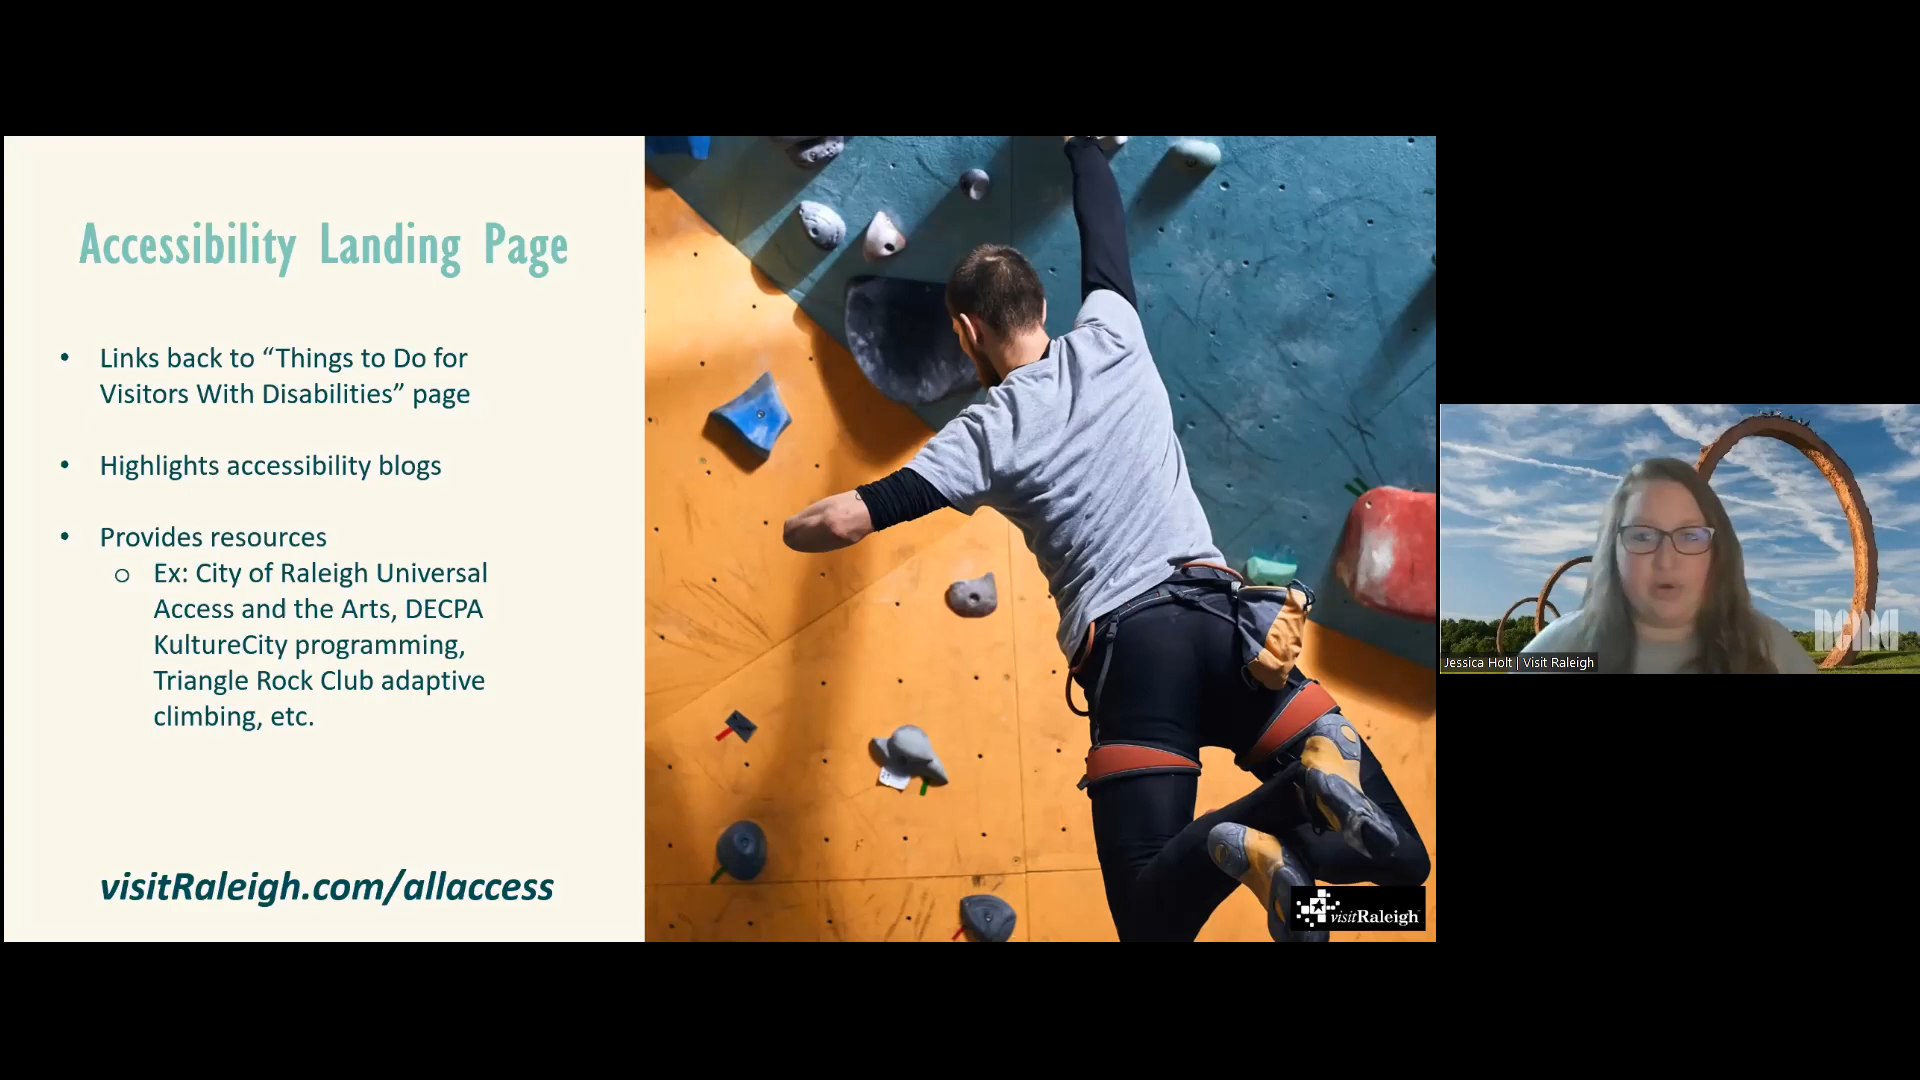 Accessibility Landing Page
• Links back to “Things to Do for
Visitors With Disabilities” page
• Highlights accessibility blogs
• Provides resources
o Ex: City of Raleigh Universal
Access and the Arts, DECPA
KultureCity programming,
Triangle Rock Club adaptive
climbing, etc.
visitRaleigh.com/allaccess
visitRaleigh
Jessica Holt | Visit Raleigh